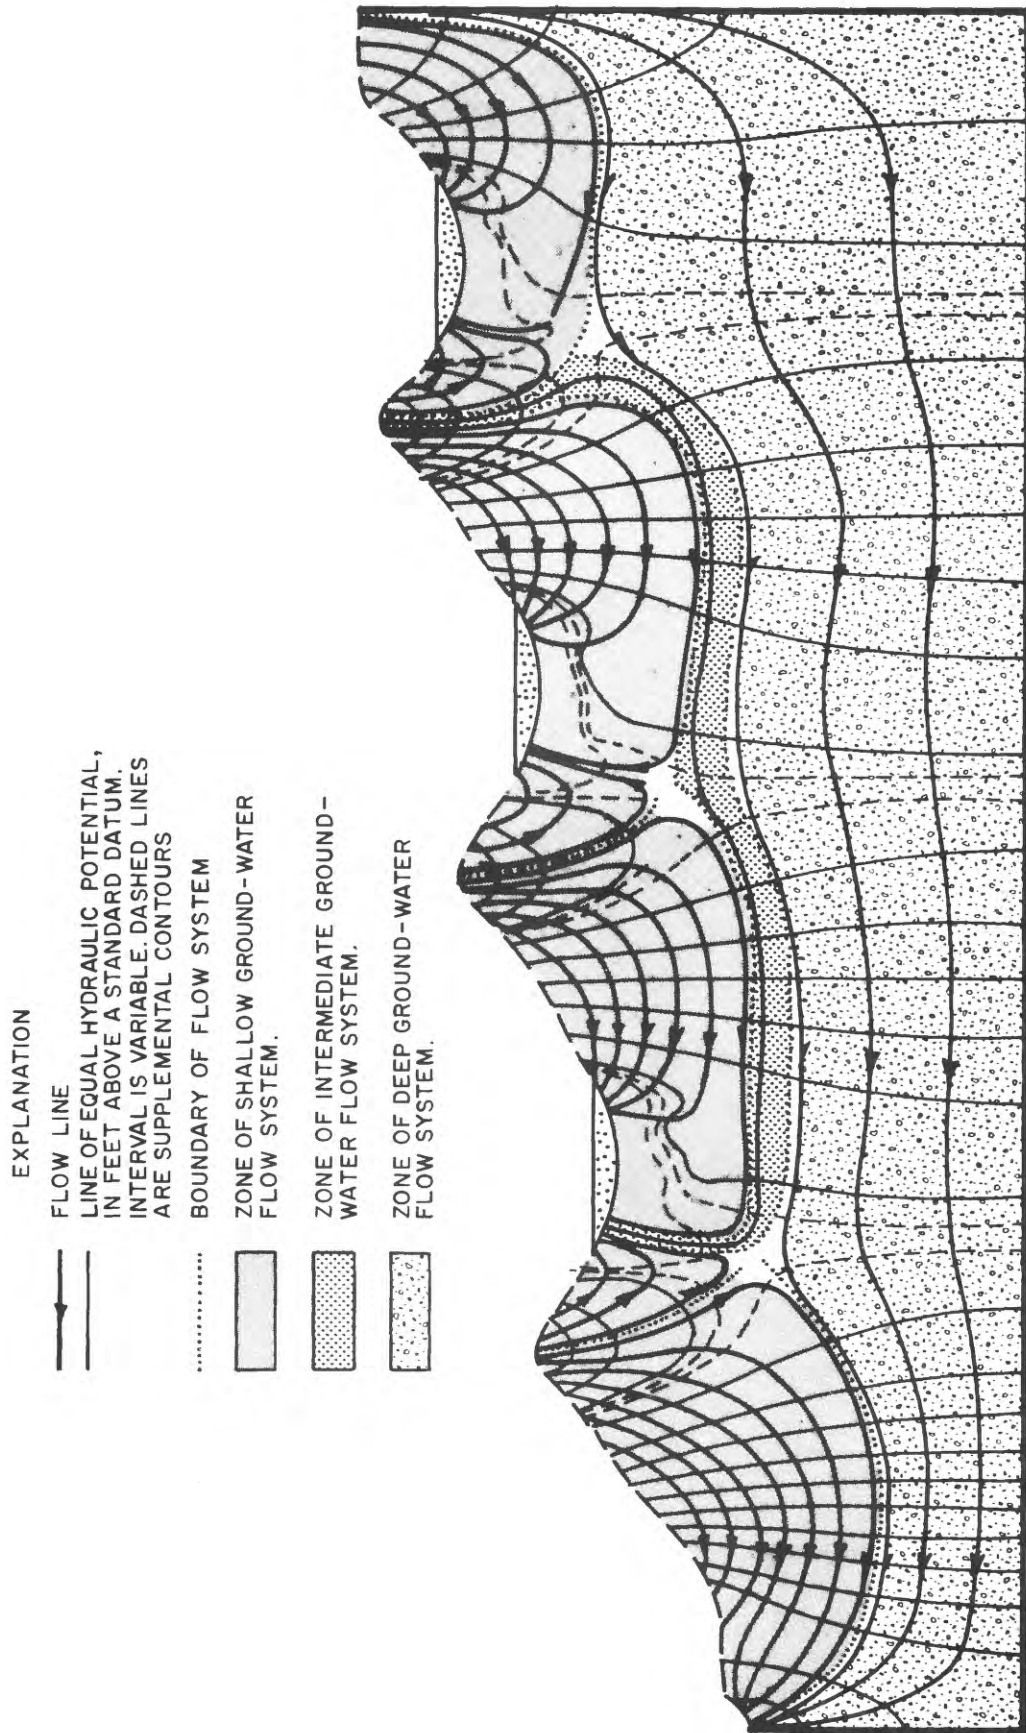 EXPLANATION
FLOW LINE
LINE OF EQUAL HYDRAULIC POTENTIAL,
IN FEET ABOVE A STANDARD DATUM.
INTERVAL IS VARIABLE. DASHED LINES
ARE SUPPLEMENTAL CONTOURS
BOUNDARY OF FLOW SYSTEM
ZONE OF SHALLOW GROUND-WATER
FLOW SYSTEM.
ZONE OF INTERMEDIATE GROUND-
WATER FLOW SYSTEM.
ZONE OF DEEP GROUND-WATER
FLOW SYSTEM.